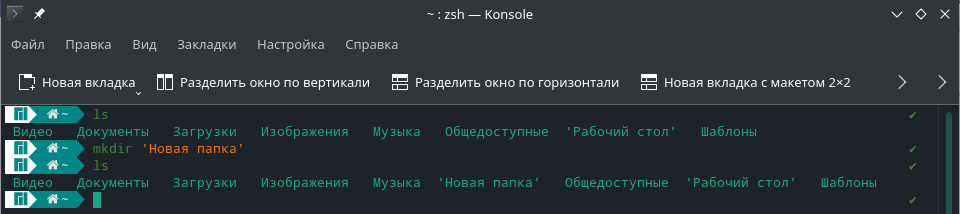 ~ : zsh — Konsole
Файл Правка Вид Закладки Настройка Справка
Новая вкладка Разделить окно по вертикали Разделить окно по горизонтали Новая вкладка с макетом 2×2
~ ls ✔
Видео Документы Загрузки Изображения Музыка Общедоступные 'Рабочий стол' Шаблоны
~ mkdir 'Новая папка' ✔
~ ls ✔
Видео Документы Загрузки Изображения Музыка 'Новая папка' Общедоступные 'Рабочий стол' Шаблоны
~ ✔